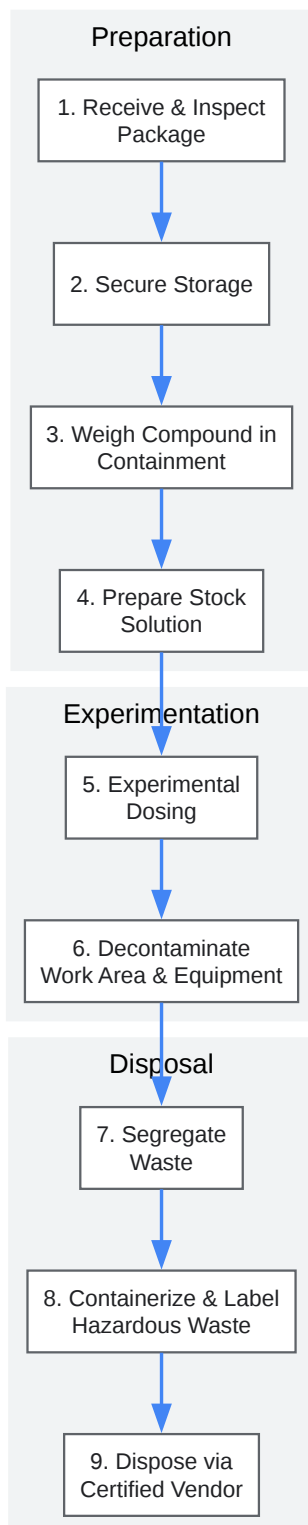 Preparation
1. Receive & Inspect
Package
2. Secure Storage
3. Weigh Compound in
Containment
4. Prepare Stock
Solution
Experimentation
5. Experimental
Dosing
6. Decontaminate
Work Area & Equipment
Disposal
7. Segregate
Waste
8. Containerize & Label
Hazardous Waste
9. Dispose via
Certified Vendor